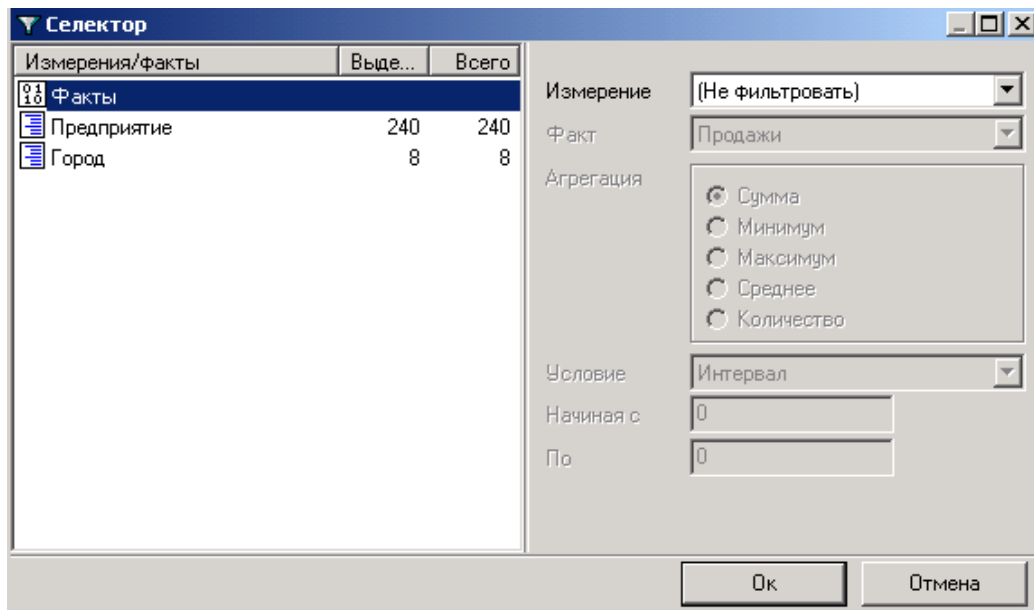 Селектор
Измерения/факты Выде... Всего
Факты
Предприятие 240 240
Город 8 8
Измерение (Не фильтровать)
Факт Продажи
Агрегация
Сумма
Минимум
Максимум
Среднее
Количество
Условие Интервал
Начиная с 0
По 0
Ок Отмена